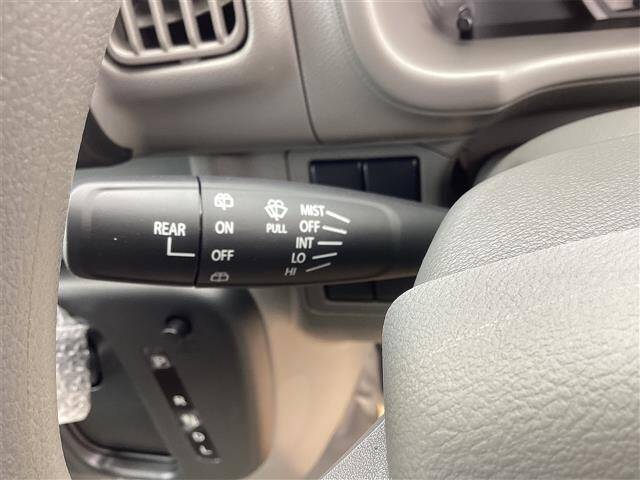 REAR
ON
OFF
PULL
MIST
OFF
INT
LO
HI